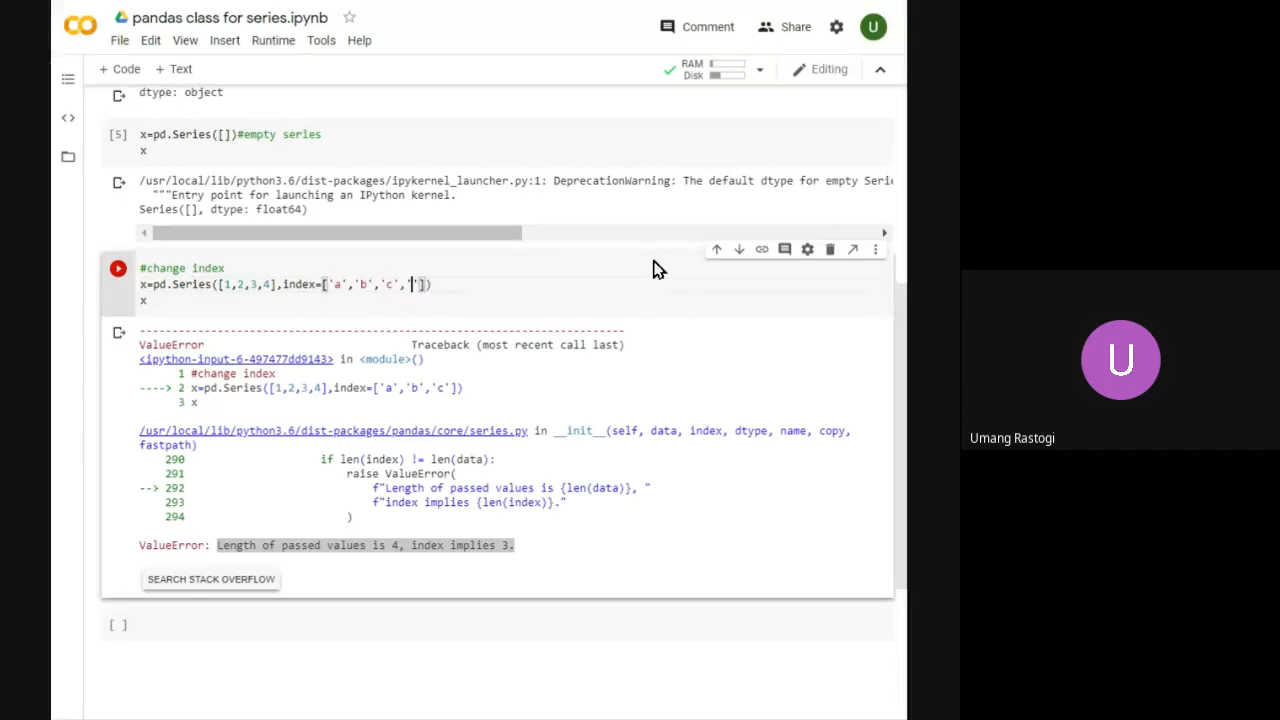 pandas class for series.ipynb
Comment
Share
U
File Edit View Insert Runtime Tools Help
+ Code + Text
RAM
Disk
Editing
dtype: object
[5] x=pd.Series([])#empty series
x
/usr/local/lib/python3.6/dist-packages/ipykernel_launcher.py:1: DeprecationWarning: The default dtype for empty Serie
"""Entry point for launching an IPython kernel.
Series([], dtype: float64)
#change index
x=pd.Series([1,2,3,4],index=['a','b','c',''])
x
---------------------------------------------------------------------------
ValueError Traceback (most recent call last)
<ipython-input-6-497477dd9143> in <module>()
1 #change index
----> 2 x=pd.Series([1,2,3,4],index=['a','b','c'])
3 x
/usr/local/lib/python3.6/dist-packages/pandas/core/series.py in __init__(self, data, index, dtype, name, copy,
fastpath)
290 if len(index) != len(data):
291 raise ValueError(
--> 292 f"Length of passed values is {len(data)}, "
293 f"index implies {len(index)}."
294 )
ValueError: Length of passed values is 4, index implies 3.
SEARCH STACK OVERFLOW
[ ]
U
Umang Rastogi